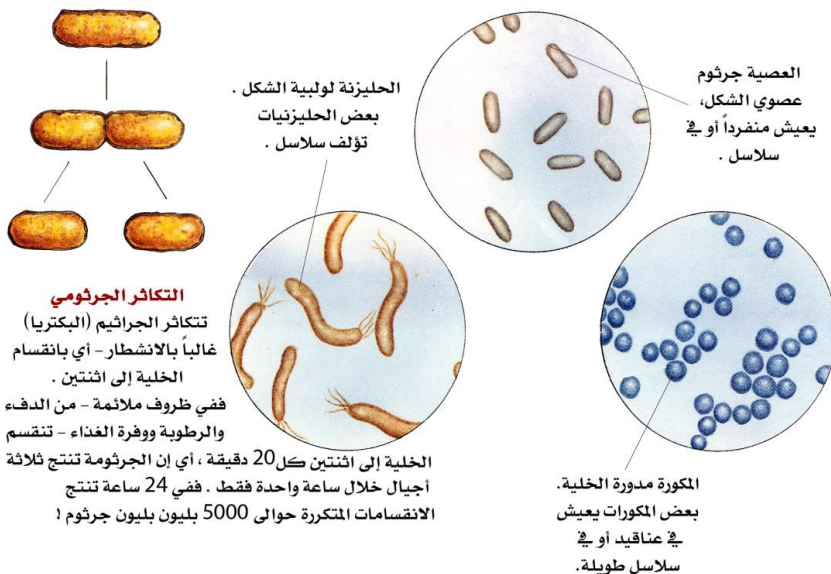 العصية جرثوم
عصوي الشكل،
يعيش منفرداً أو في
سلاسل .
الحليزنة لولبية الشكل .
بعض الحليزنيات
تؤلف سلاسل .
التكاثر الجرثومي
تتكاثر الجراثيم (البكتريا)
غالباً بالانشطار – أي بانقسام
الخلية إلى اثنتين .
ففي ظروف ملائمة – من الدفء
والرطوبة ووفرة الغذاء – تنقسم
الخلية إلى اثنتين كل 20 دقيقة ، أي إن الجرثومة تنتج ثلاثة
أجيال خلال ساعة واحدة فقط . ففي 24 ساعة تنتج
الانقسامات المتكررة حوالى 5000 بليون بليون جرثوم !
المكورة مدورة الخلية.
بعض المكورات يعيش
في عناقيد أو في
سلاسل طويلة.